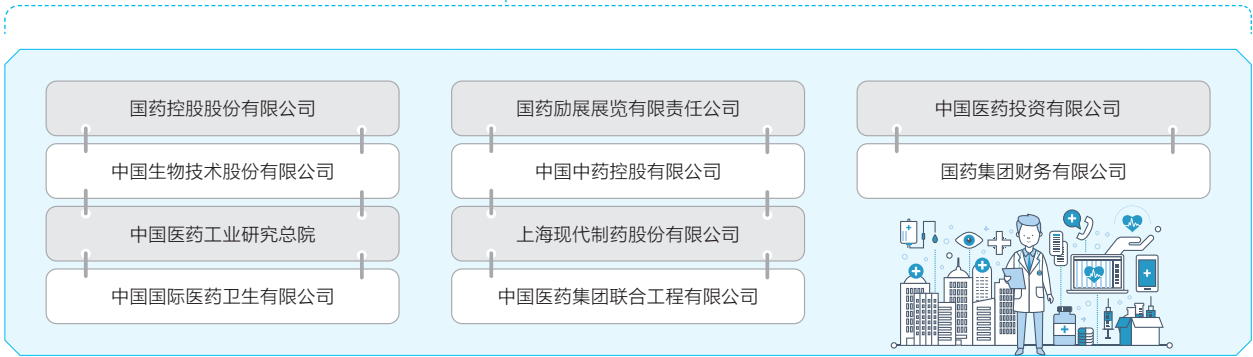 国药控股股份有限公司
中国生物技术股份有限公司
中国医药工业研究总院
中国国际医药卫生有限公司
国药励展展览有限责任公司
中国中药控股有限公司
上海现代制药股份有限公司
中国医药集团联合工程有限公司
中国医药投资有限公司
国药集团财务有限公司